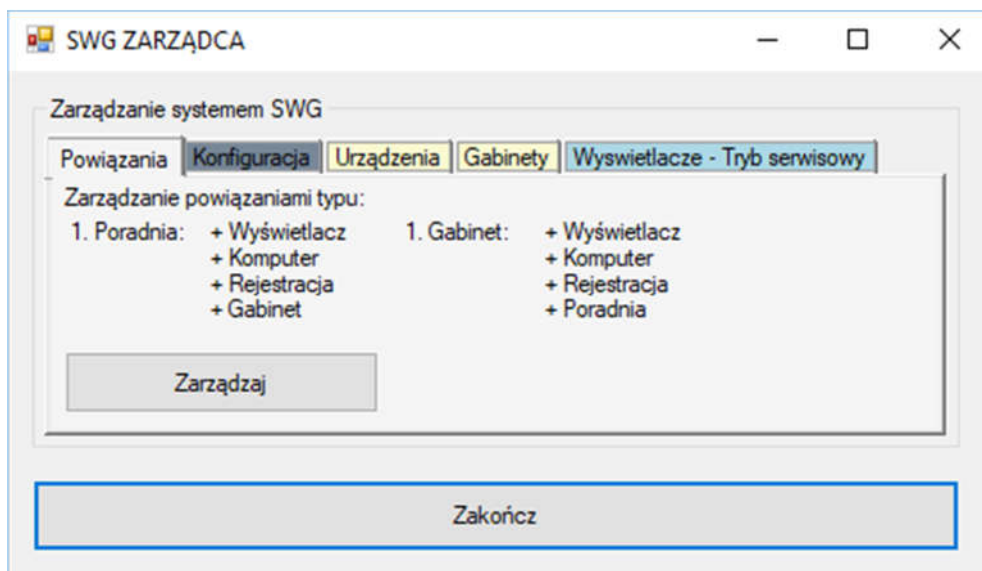 SWG ZARZĄDCA
Zarządzanie systemem SWG
Powiązania Konfiguracja Urządzenia Gabinety Wyswietlacze - Tryb serwisowy
Zarządzanie powiązaniami typu:
1. Poradnia: + Wyświetlacz 1. Gabinet: + Wyświetlacz
+ Komputer + Komputer
+ Rejestracja + Rejestracja
+ Gabinet + Poradnia
Zarządzaj
Zakończ